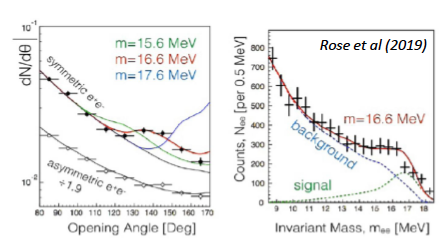 10⁻¹
dN/dθ
10⁻²
m=15.6 MeV
m=16.6 MeV
m=17.6 MeV
symmetric e⁺e⁻
asymmetric e⁺e⁻
÷1.9
80 90 100 110 120 130 140 150 160 170
Opening Angle [Deg]
Rose et al (2019)
Counts, Nₑₑ [per 0.5 MeV]
800
700
600
500
400
300
200
100
0
m=16.6 MeV
background
signal
9 10 11 12 13 14 15 16 17 18
Invariant Mass, mₑₑ [MeV]